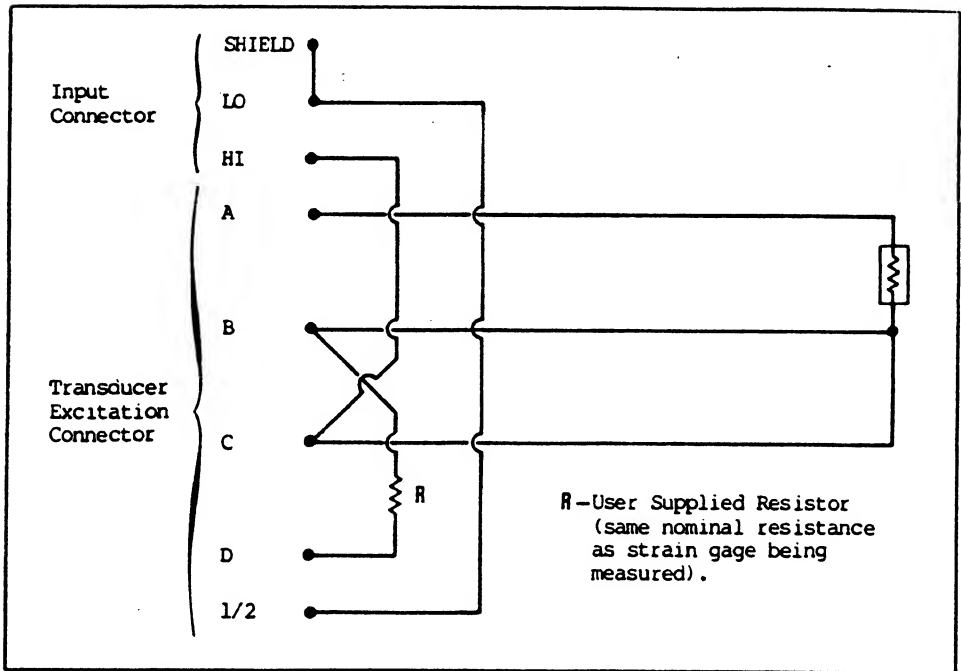 SHIELD
Input
Connector
LO
HI
A
B
Transducer
Excitation
Connector
C
R
R-User Supplied Resistor
(same nominal resistance
as strain gage being
measured).
D
1/2